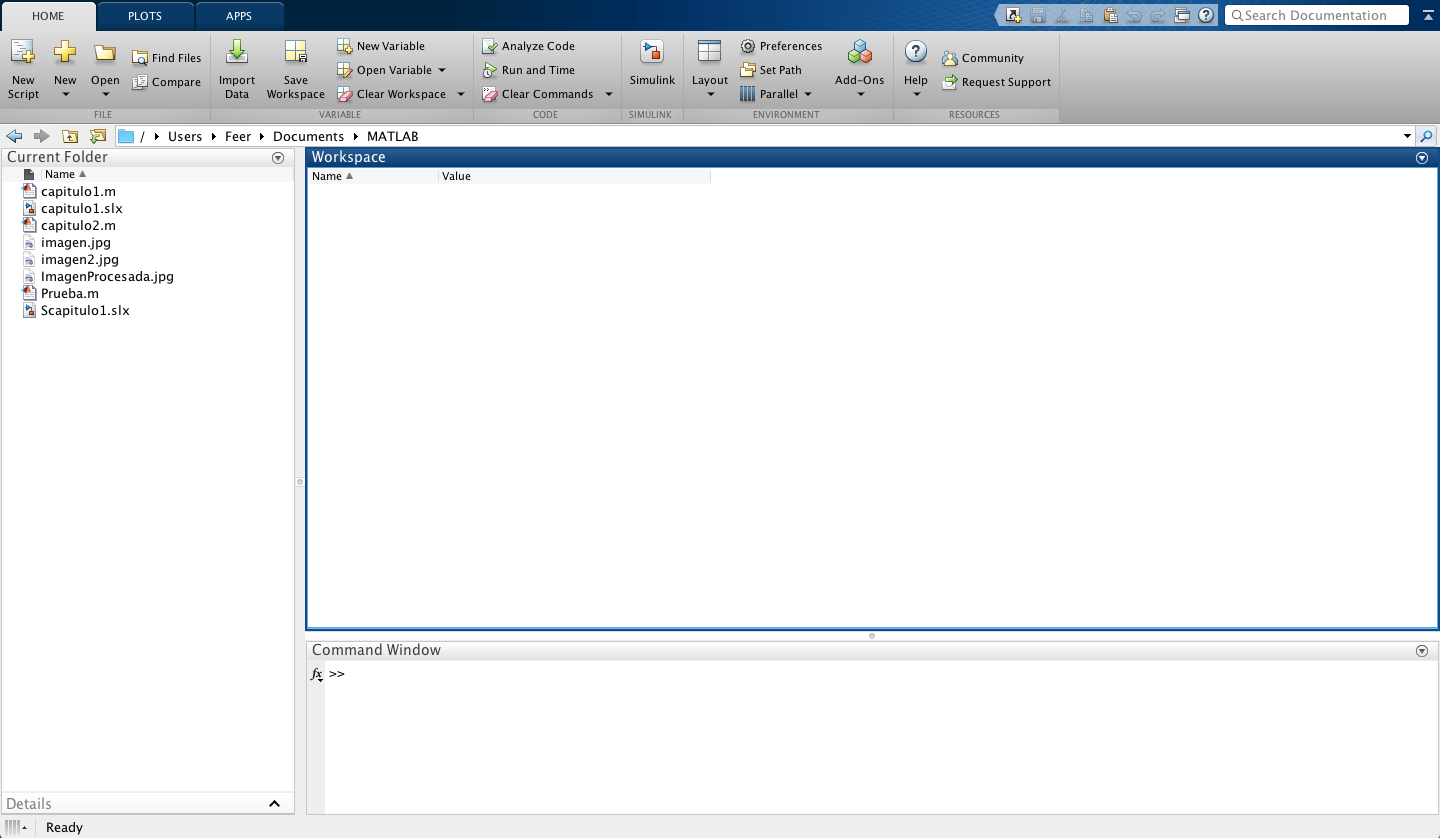 HOME PLOTS APPS Search Documentation
New Script New Open Find Files Compare Import Data Save Workspace New Variable Open Variable Clear Workspace Analyze Code Run and Time Clear Commands Simulink Layout Preferences Set Path Parallel Add-Ons Help Community Request Support
FILE VARIABLE CODE SIMULINK ENVIRONMENT RESOURCES
/ Users Feer Documents MATLAB
Current Folder
Name
capitulo1.m
capitulo1.slx
capitulo2.m
imagen.jpg
imagen2.jpg
ImagenProcesada.jpg
Prueba.m
Scapitulo1.slx
Details
Workspace
Name Value
Command Window
fx >>
Ready